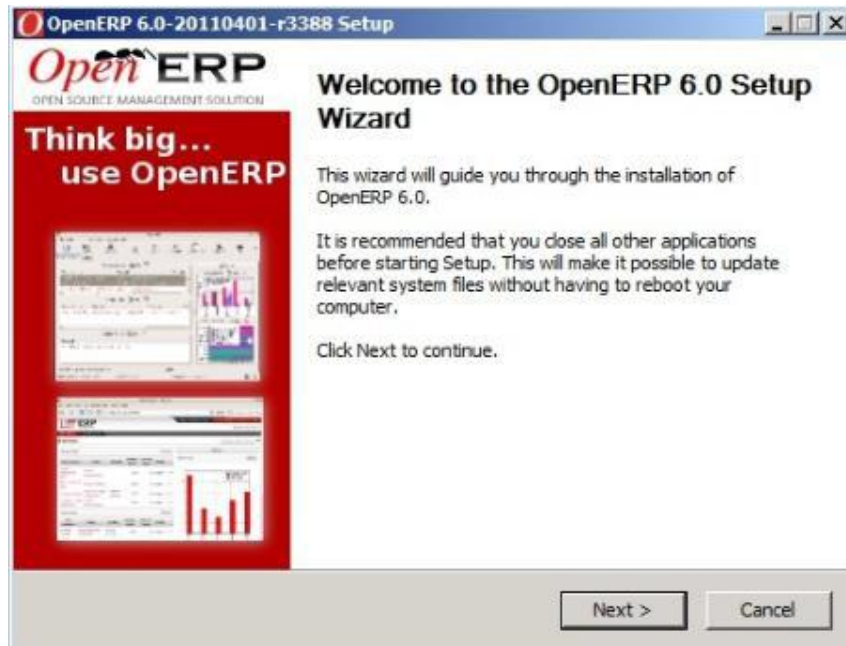 OpenERP 6.0-20110401-r3388 Setup
Open ERP
OPEN SOURCE MANAGEMENT SOLUTION
Think big...
use OpenERP
Welcome to the OpenERP 6.0 Setup
Wizard
This wizard will guide you through the installation of
OpenERP 6.0.
It is recommended that you close all other applications
before starting Setup. This will make it possible to update
relevant system files without having to reboot your
computer.
Click Next to continue.
Next >
Cancel